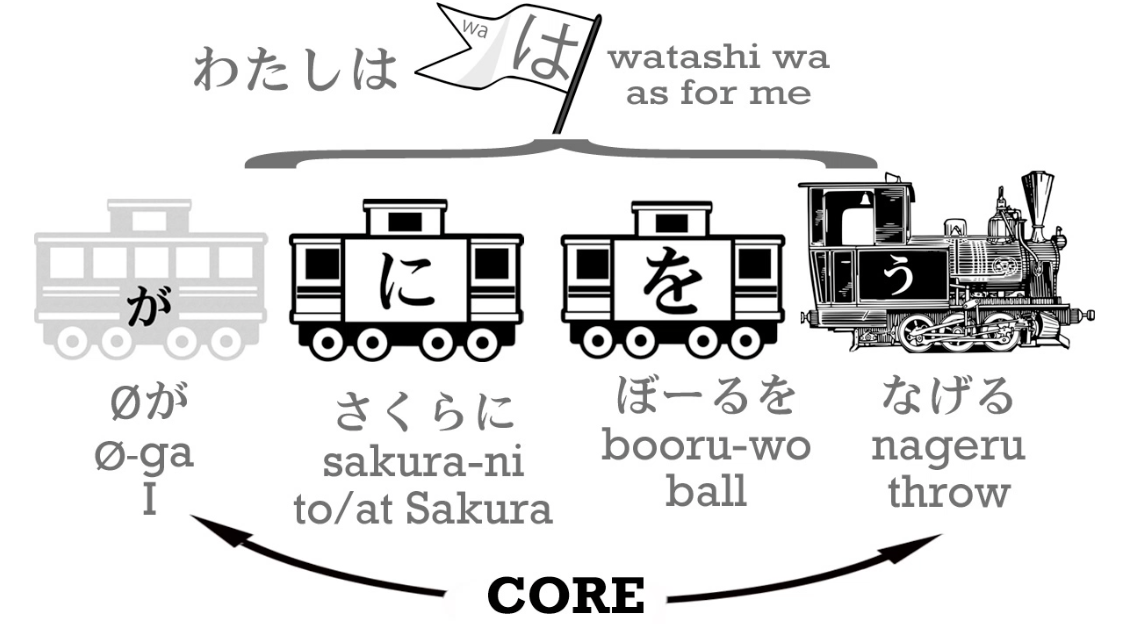 わたしは
wa
は
watashi wa
as for me
が
に
を
う
Øが
Ø-ga
I
さくらに
sakura-ni
to/at Sakura
ぼーるを
booru-wo
ball
なげる
nageru
throw
CORE